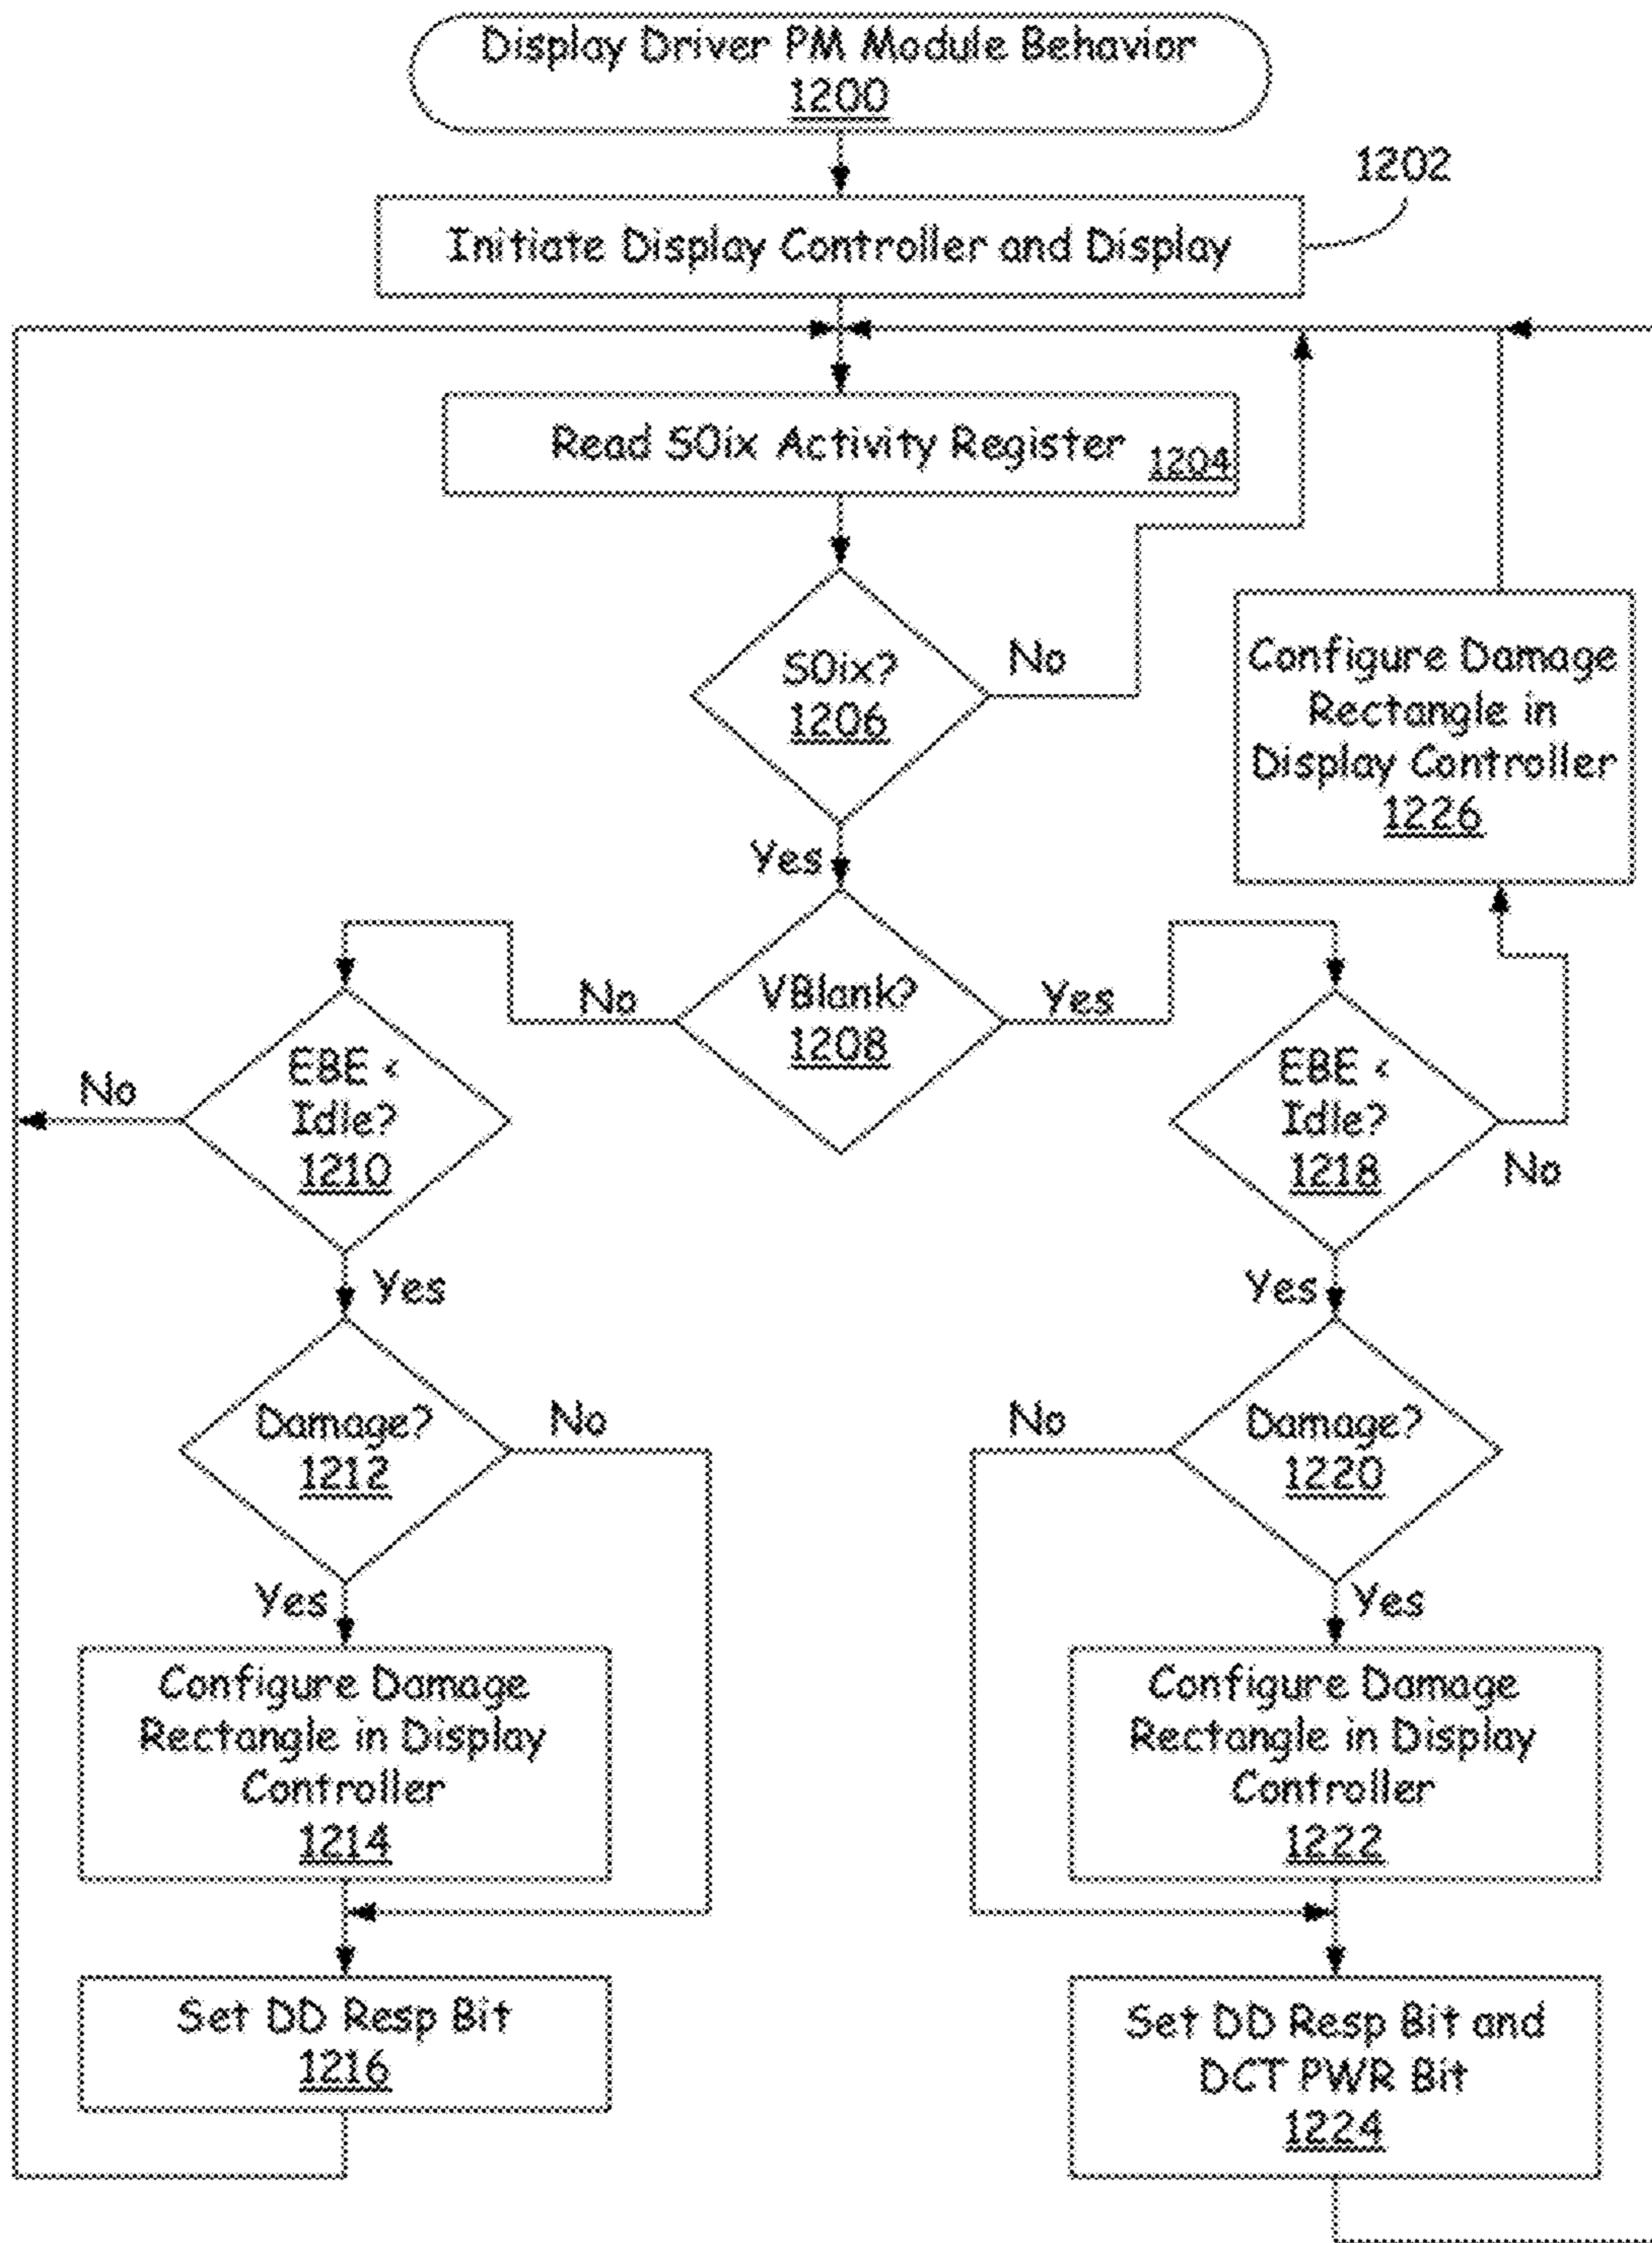 Display Driver PM Module Behavior
1200
1202
Initiate Display Controller and Display
Read S0ix Activity Register 1204
S0ix?
1206
No
Yes
Configure Damage
Rectangle in
Display Controller
1226
VBlank?
1208
No
Yes
EBE <
Idle?
1210
No
Yes
EBE <
Idle?
1218
No
Yes
Damage?
1212
No
Yes
Damage?
1220
No
Yes
Configure Damage
Rectangle in Display
Controller
1214
Configure Damage
Rectangle in Display
Controller
1222
Set DD Resp Bit
1216
Set DD Resp Bit and
DCT PWR Bit
1224